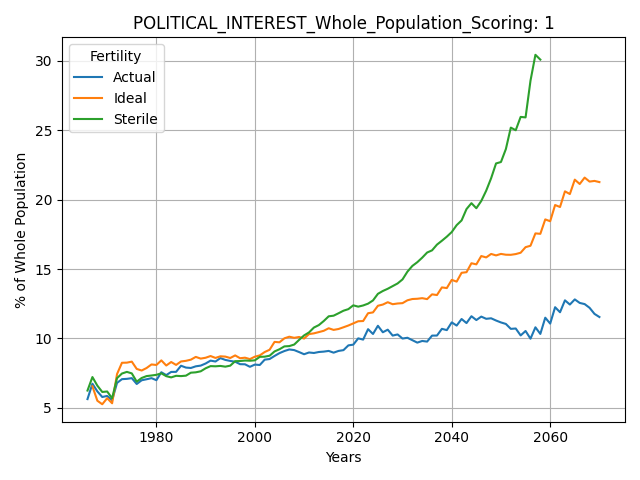 POLITICAL_INTEREST_Whole_Population_Scoring: 1
Fertility
Actual
Ideal
Sterile
% of Whole Population
30
25
20
15
10
5
1980
2000
2020
2040
2060
Years